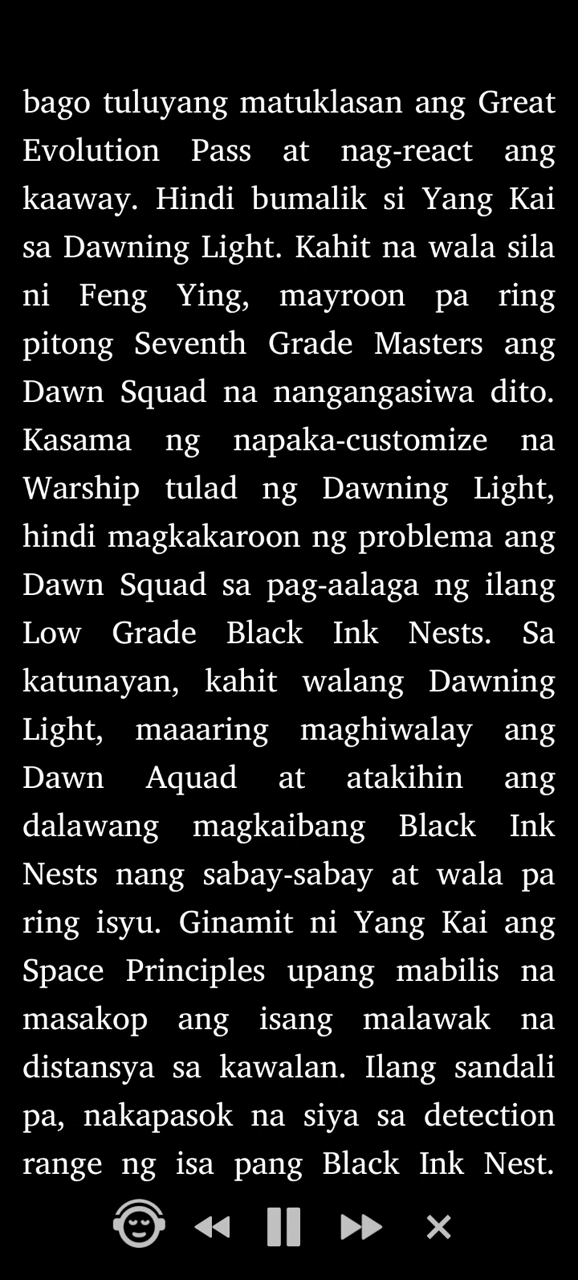 bago tuluyang matuklasan ang Great
Evolution Pass at nag-react ang
kaaway. Hindi bumalik si Yang Kai
sa Dawning Light. Kahit na wala sila
ni Feng Ying, mayroon pa ring
pitong Seventh Grade Masters ang
Dawn Squad na nangangasiwa dito.
Kasama ng napaka-customize na
Warship tulad ng Dawning Light,
hindi magkakaroon ng problema ang
Dawn Squad sa pag-aalaga ng ilang
Low Grade Black Ink Nests. Sa
katunayan, kahit walang Dawning
Light, maaaring maghiwalay ang
Dawn Aquad at atakihin ang
dalawang magkaibang Black Ink
Nests nang sabay-sabay at wala pa
ring isyu. Ginamit ni Yang Kai ang
Space Principles upang mabilis na
masakop ang isang malawak na
distansya sa kawalan. Ilang sandali
pa, nakapasok na siya sa detection
range ng isa pang Black Ink Nest.